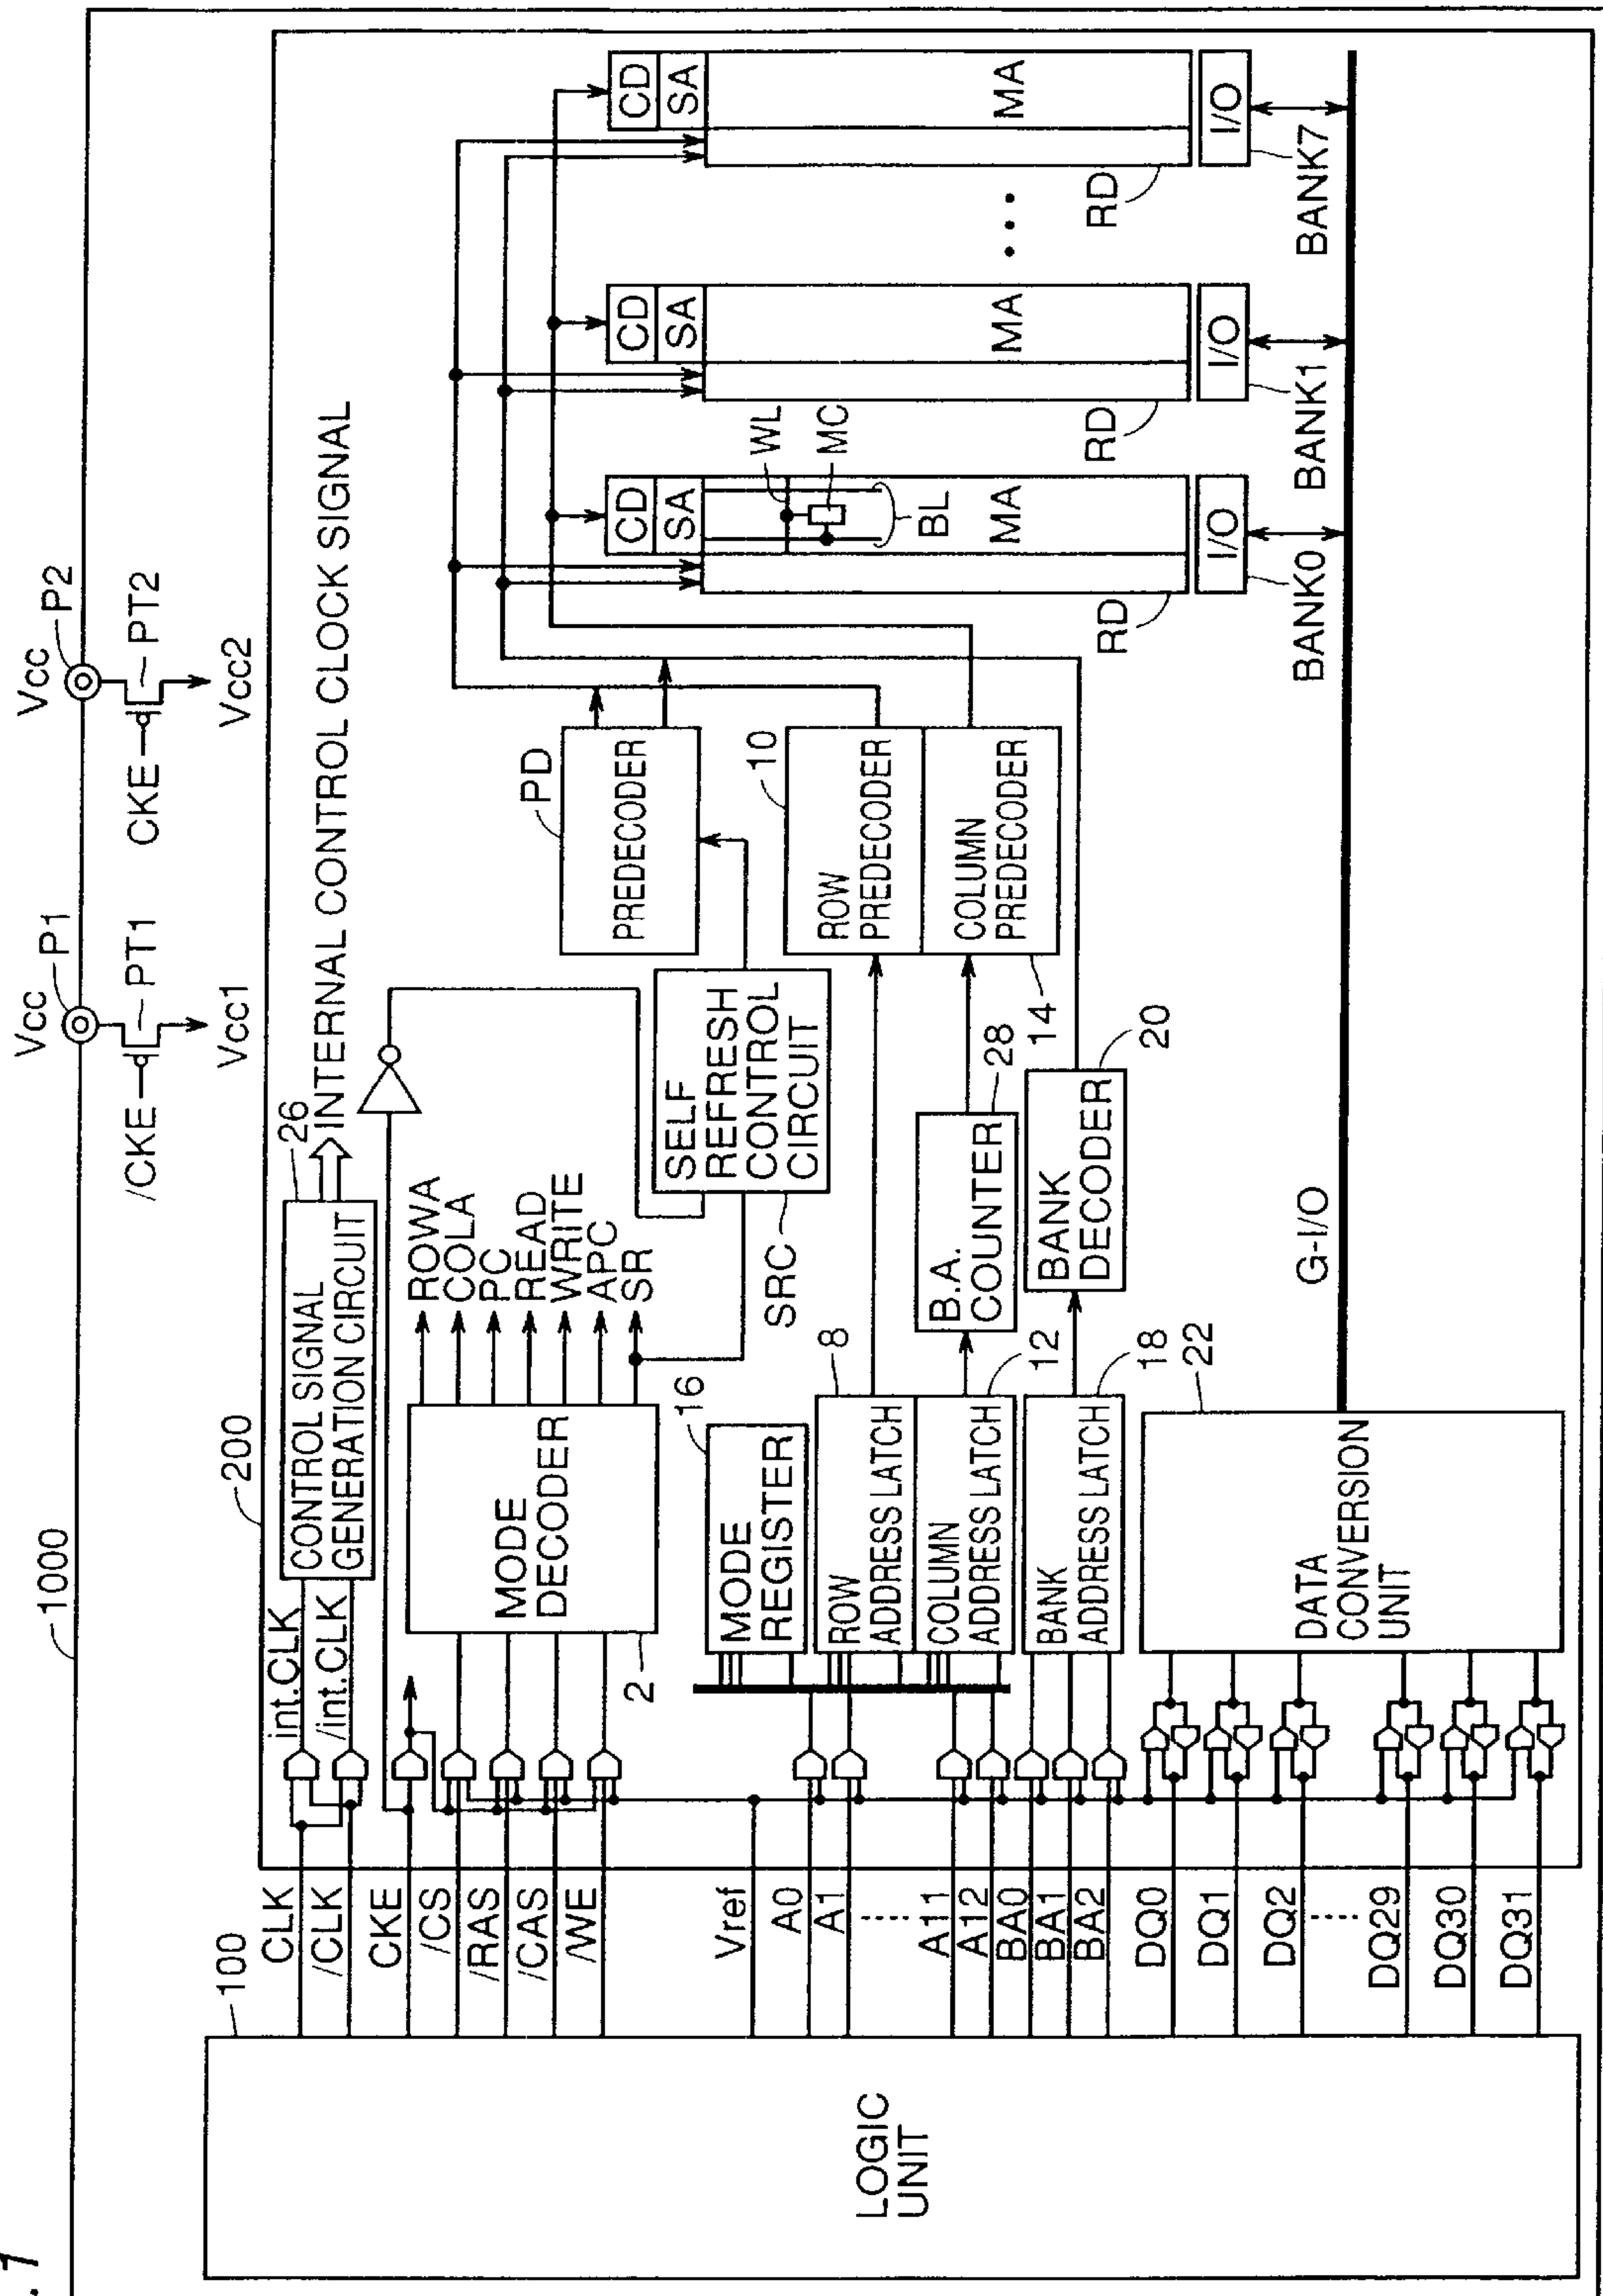 . 1
1000
Vcc
P1
/CKE
PT1
Vcc1
Vcc
P2
CKE
PT2
Vcc2
200
100
LOGIC
UNIT
CLK
/CLK
CKE
/CS
/RAS
/CAS
/WE
Vref
A0
A1
A11
A12
BA0
BA1
BA2
DQ0
DQ1
DQ2
DQ29
DQ30
DQ31
int.CLK
/int.CLK
CONTROL SIGNAL
GENERATION CIRCUIT
26
INTERNAL CONTROL CLOCK SIGNAL
MODE
DECODER
2
ROWA
COLA
PC
READ
WRITE
APC
SR
SELF
REFRESH
CONTROL
CIRCUIT
SRC
PREDECODER
PD
MODE
REGISTER
16
ROW
ADDRESS LATCH
8
COLUMN
ADDRESS LATCH
12
BANK
ADDRESS LATCH
18
B.A.
COUNTER
28
BANK
DECODER
20
ROW
PREDECODER
10
COLUMN
PREDECODER
14
DATA
CONVERSION
UNIT
22
G-I/O
CD
SA
WL
MC
BL
MA
RD
I/O
BANK0
CD
SA
MA
RD
I/O
BANK1
CD
SA
MA
RD
I/O
BANK7